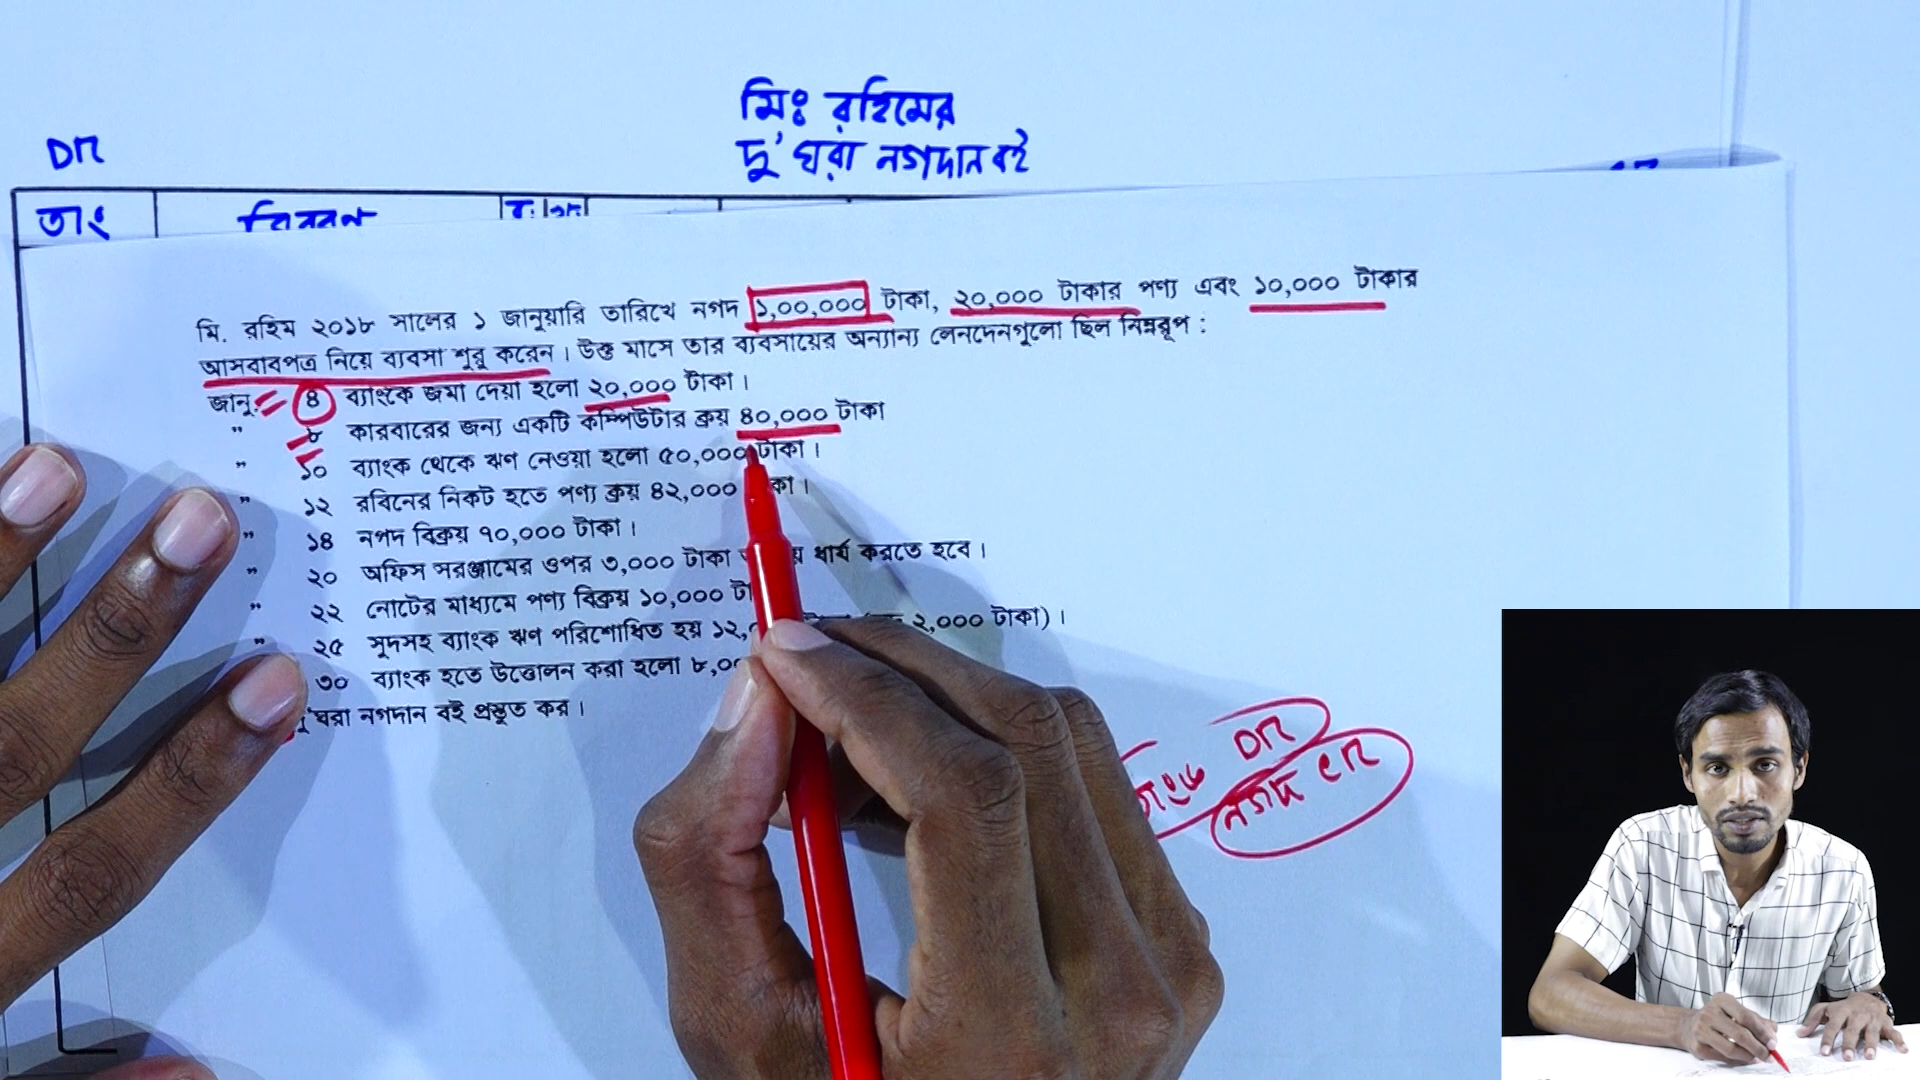 মিঃ রহিমের
দু'ঘরা নগদান বই
DR
তাং বিবরণ
মি. রহিম ২০১৮ সালের ১ জানুয়ারি তারিখে নগদ ১,০০,০০০ টাকা, ২০,০০০ টাকার পণ্য এবং ১০,০০০ টাকার
আসবাবপত্র নিয়ে ব্যবসা শুরু করেন। উক্ত মাসে তার ব্যবসায়ের অন্যান্য লেনদেনগুলো ছিল নিম্নরূপ :
জানু. ৪ ব্যাংকে জমা দেয়া হলো ২০,০০০ টাকা।
" ৮ কারবারের জন্য একটি কম্পিউটার ক্রয় ৪০,০০০ টাকা
" ১০ ব্যাংক থেকে ঋণ নেওয়া হলো ৫০,০০০ টাকা।
" ১২ রবিনের নিকট হতে পণ্য ক্রয় ৪২,০০০
" ১৪ নগদ বিক্রয় ৭০,০০০ টাকা।
" ২০ অফিস সরঞ্জামের ওপর ৩,০০০ টাকা ধার্য করতে হবে।
" ২২ নোটের মাধ্যমে পণ্য বিক্রয় ১০,০০০
" ২৫ সুদসহ ব্যাংক ঋণ পরিশোধিত হয় ২,০০০ টাকা)।
৩০ ব্যাংক হতে উত্তোলন করা হলো
দু'ঘরা নগদান বই প্রস্তুত কর।
DR
নগদ CR